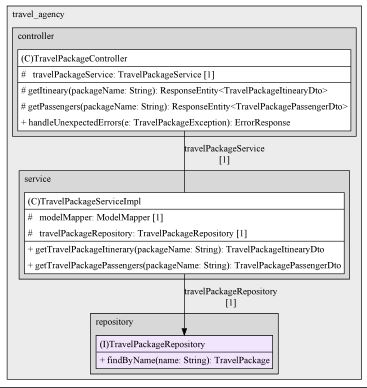 travel_agency
controller
(C)TravelPackageController
# travelPackageService: TravelPackageService [1]
# getItineary(packageName: String): ResponseEntity<TravelPackageItinearyDto>
# getPassengers(packageName: String): ResponseEntity<TravelPackagePassengerDto>
+ handleUnexpectedErrors(e: TravelPackageException): ErrorResponse
travelPackageService
[1]
service
(C)TravelPackageServiceImpl
# modelMapper: ModelMapper [1]
# travelPackageRepository: TravelPackageRepository [1]
+ getTravelPackageItinerary(packageName: String): TravelPackageItinearyDto
+ getTravelPackagePassengers(packageName: String): TravelPackagePassengerDto
travelPackageRepository
[1]
repository
(I)TravelPackageRepository
+ findByName(name: String): TravelPackage